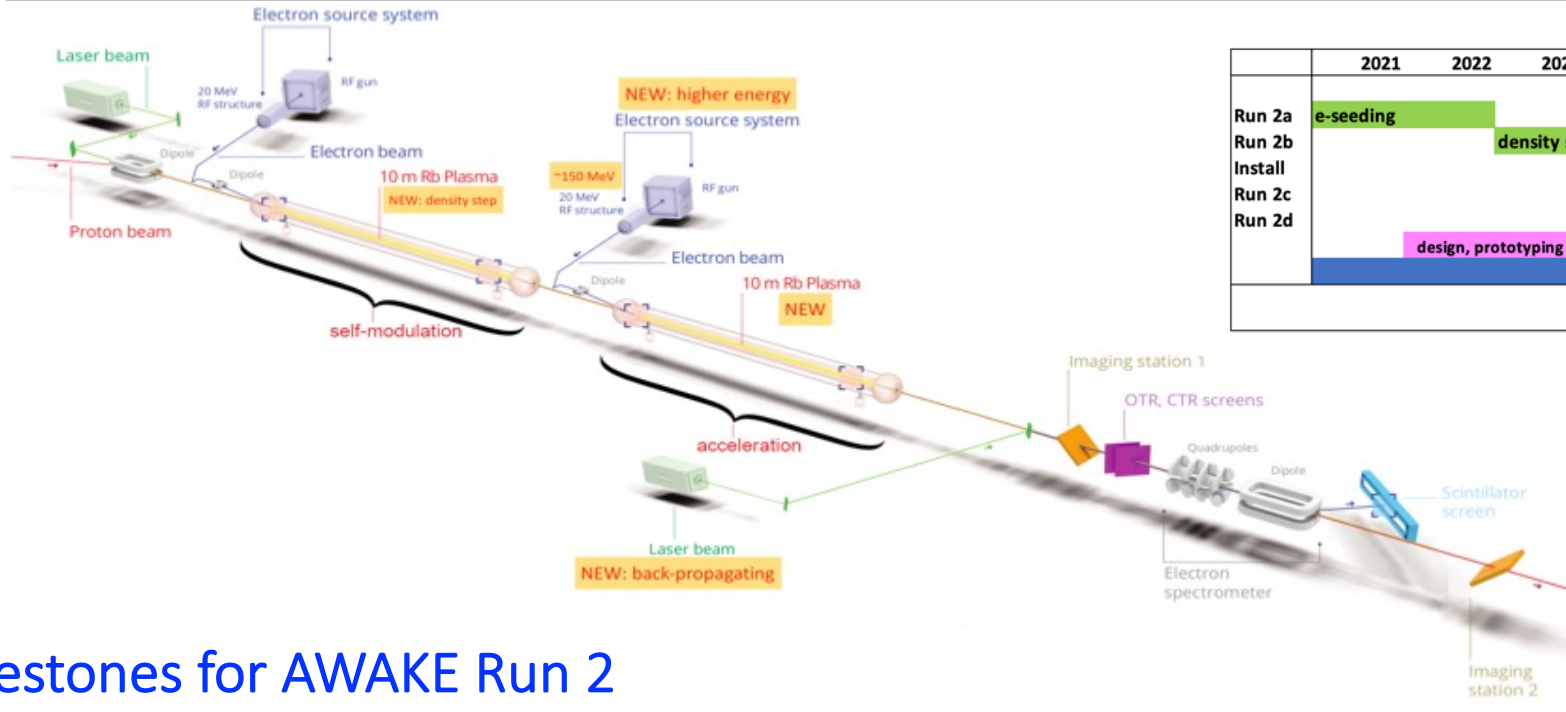 Electron source system
Laser beam
RF gun
20 MeV
RF structure
Dipole
Electron beam
Dipole
10 m Rb Plasma
NEW: density step
Proton beam
self-modulation
NEW: higher energy
Electron source system
~150 MeV
20 MeV
RF structure
RF gun
Electron beam
Dipole
10 m Rb Plasma
NEW
acceleration
Laser beam
NEW: back-propagating
Imaging station 1
OTR, CTR screens
Quadrupoles
Dipole
Scintillator
screen
Electron
spectrometer
Imaging
station 2
2021 2022 202
Run 2a e-seeding
Run 2b density
Install
Run 2c
Run 2d
design, prototyping
estones for AWAKE Run 2